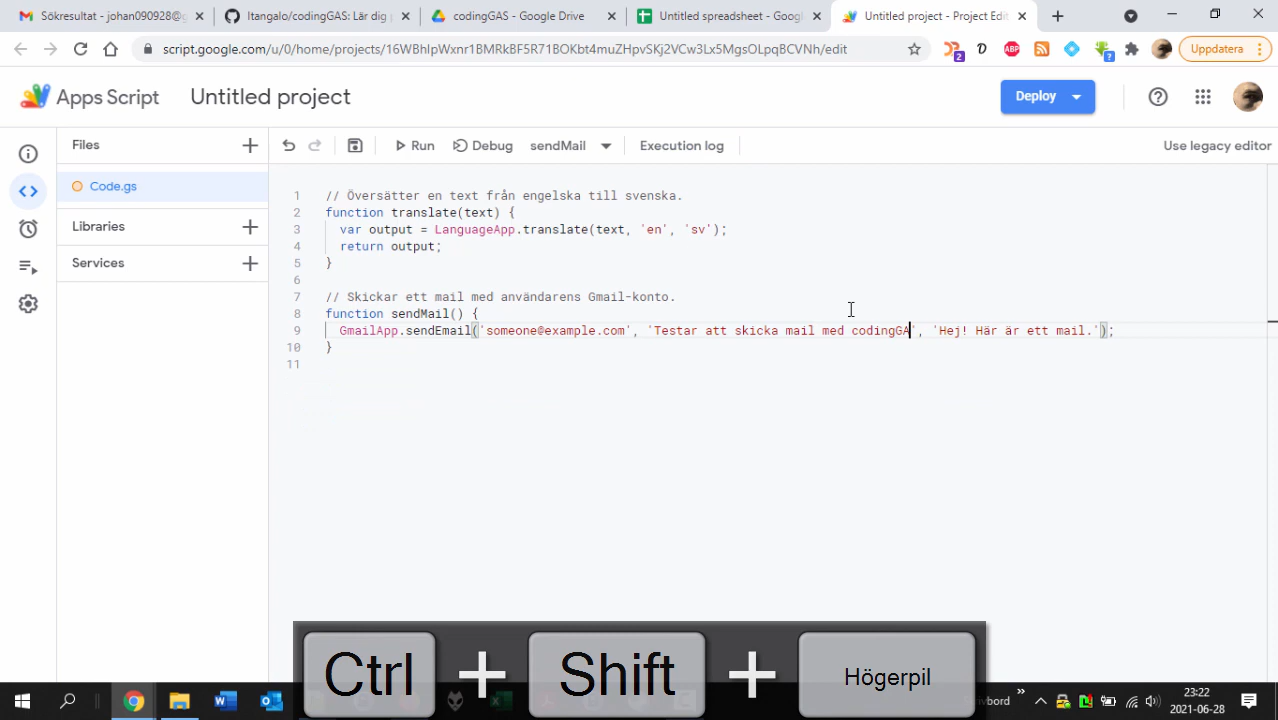 Sökresultat - johan090928@
Itangalo/codingGAS: Lär dig
codingGAS - Google Drive
Untitled spreadsheet - Goog
Untitled project - Project Edit
script.google.com/u/0/home/projects/16WBhIpWxnr1BMRkBF5R71BOKbt4muZHpvSKj2VCw3Lx5MgsOLpqBCVNh/edit
2
ABP
?
Uppdatera
Apps Script
Untitled project
Deploy
Files
Run
Debug
sendMail
Execution log
Use legacy editor
Code.gs
Libraries
Services
1 // Översätter en text från engelska till svenska.
2 function translate(text) {
3 var output = LanguageApp.translate(text, 'en', 'sv');
4 return output;
5 }
6
7 // Skickar ett mail med användarens Gmail-konto.
8 function sendMail() {
9 GmailApp.sendEmail('someone@example.com', 'Testar att skicka mail med codingGA', 'Hej! Här är ett mail.');
10 }
11
Ctrl + Shift + Högerpil
23:22
2021-06-28